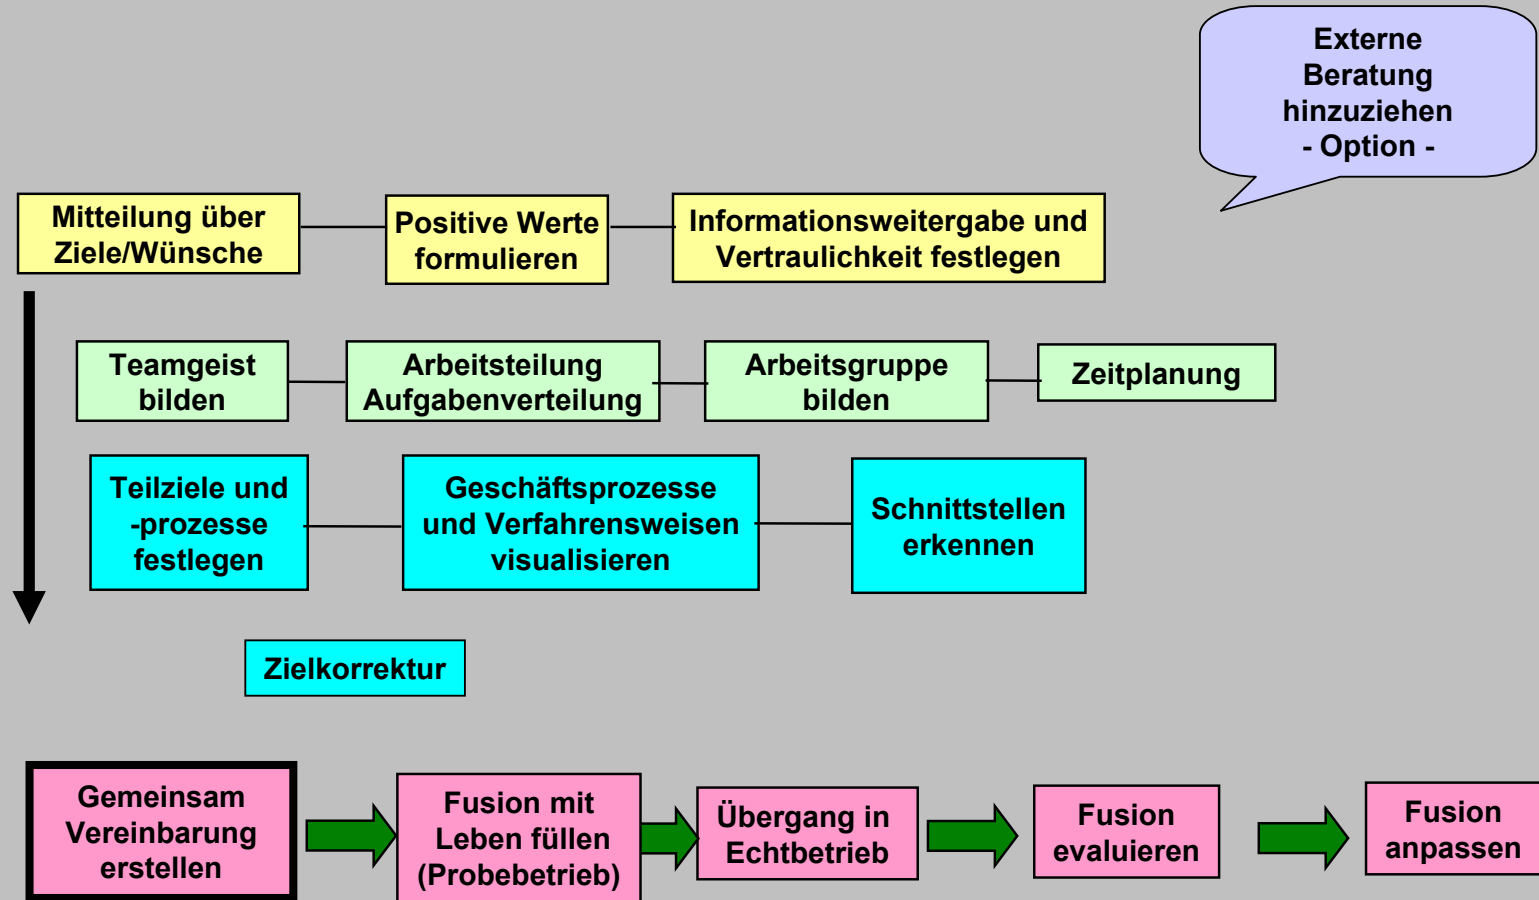 Externe
Beratung
hinzuziehen
- Option -
Mitteilung über
Ziele/Wünsche
Positive Werte
formulieren
Informationsweitergabe und
Vertraulichkeit festlegen
Teamgeist
bilden
Arbeitsteilung
Aufgabenverteilung
Arbeitsgruppe
bilden
Zeitplanung
Teilziele und
-prozesse
festlegen
Geschäftsprozesse
und Verfahrensweisen
visualisieren
Schnittstellen
erkennen
Zielkorrektur
Gemeinsam
Vereinbarung
erstellen
Fusion mit
Leben füllen
(Probebetrieb)
Übergang in
Echtbetrieb
Fusion
evaluieren
Fusion
anpassen